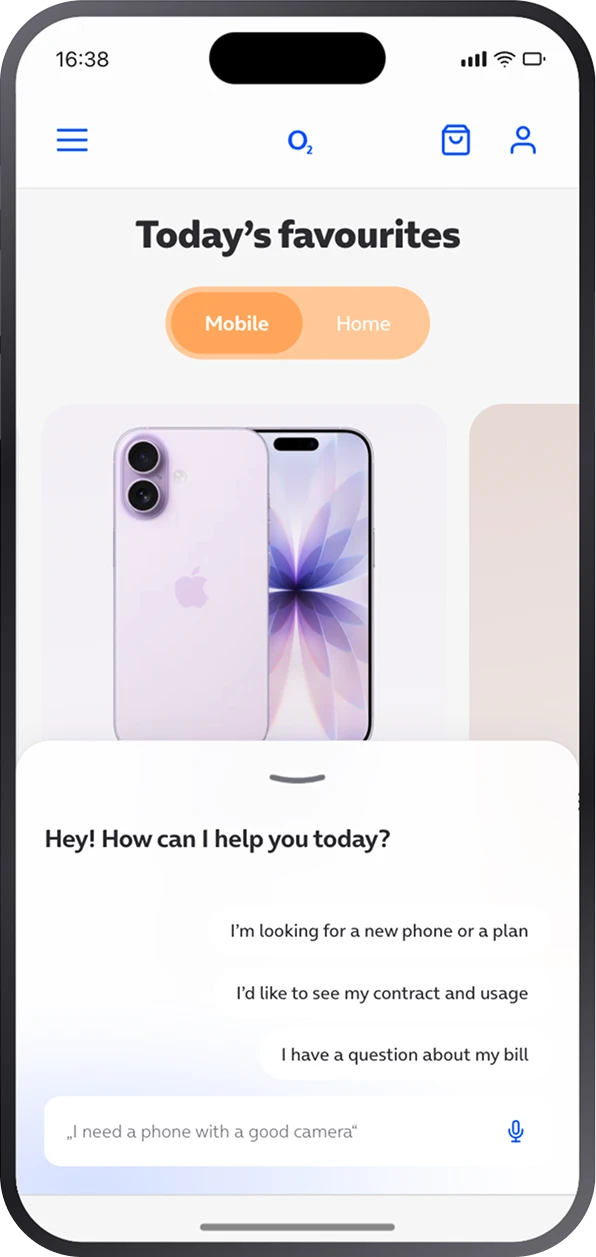 16:38
O₂
Today’s favourites
Mobile
Home
Hey! How can I help you today?
I’m looking for a new phone or a plan
I’d like to see my contract and usage
I have a question about my bill
„I need a phone with a good camera“